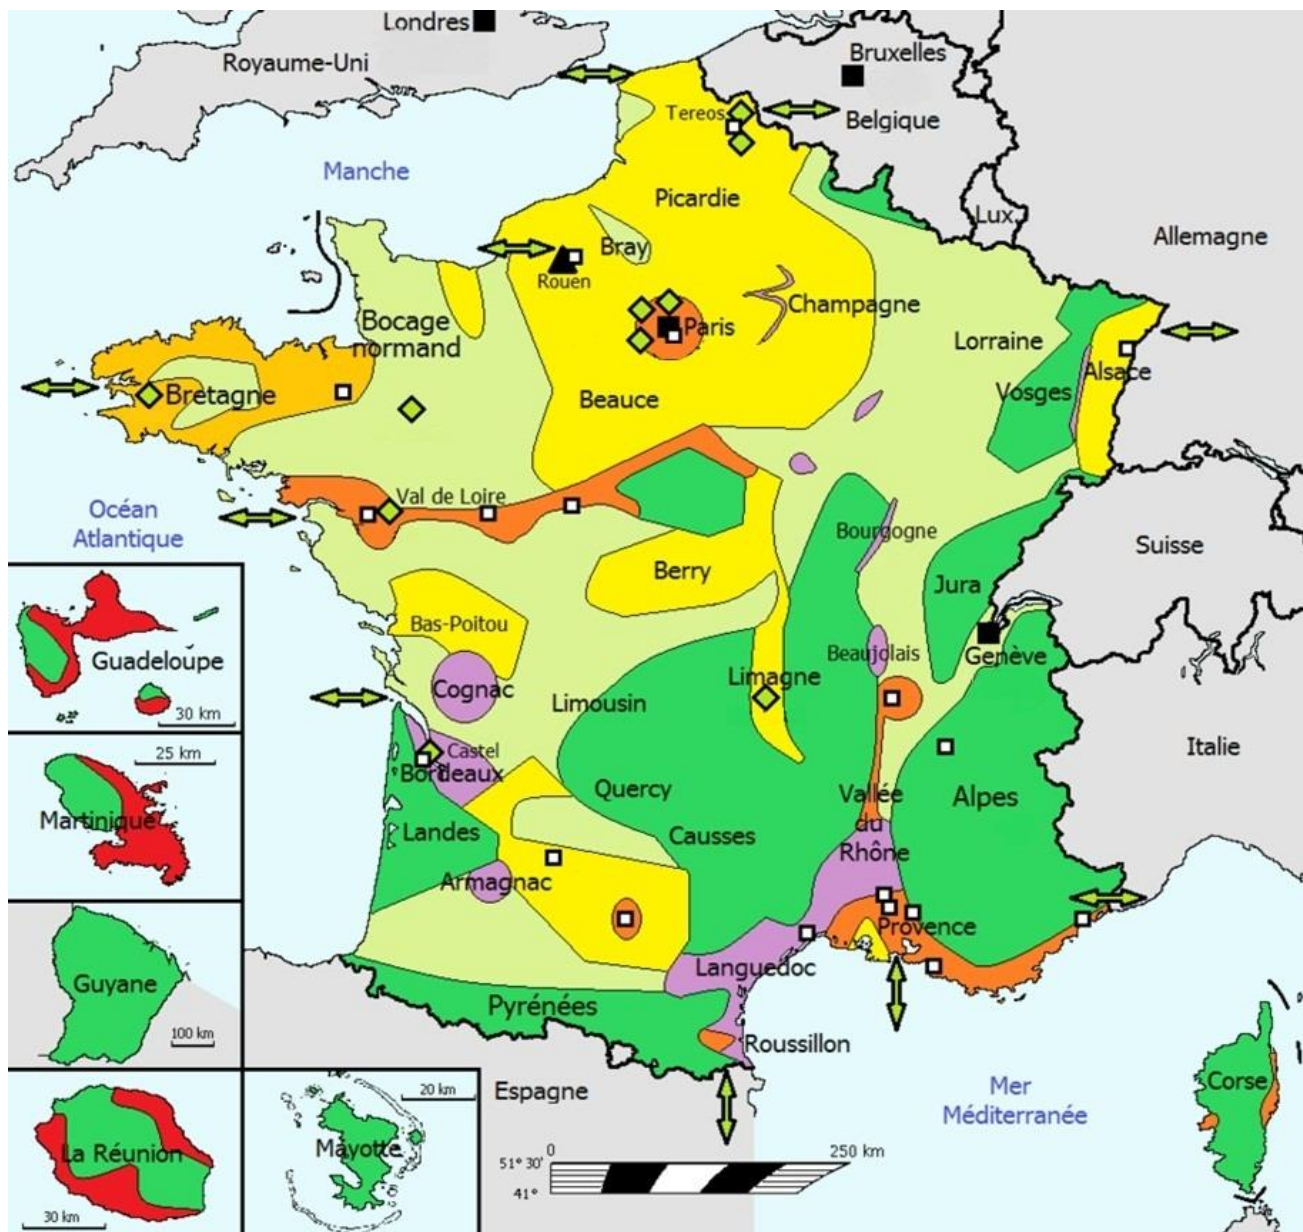 Londres
Royaume-Uni
Bruxelles
Belgique
Tereos
Manche
Picardie
Lux.
Allemagne
Bray
Rouen
Champagne
Paris
Bocage
normand
Lorraine
Alsace
Vosges
Bretagne
Beauce
Val de Loire
Océan
Atlantique
Bourgogne
Suisse
Berry
Jura
Bas-Poitou
Beaujolais
Genève
Guadeloupe
30 km
Cognac
Limousin
Limagne
Italie
25 km
Castel
Bordeaux
Quercy
Vallée
du
Rhône
Alpes
Martinique
Landes
Causses
Armagnac
Provence
Languedoc
Guyane
100 km
Pyrénées
Roussillon
Espagne
Mer
Méditerranée
Corse
20 km
La Réunion
Mayotte
30 km
0
250 km
51° 30'
41°